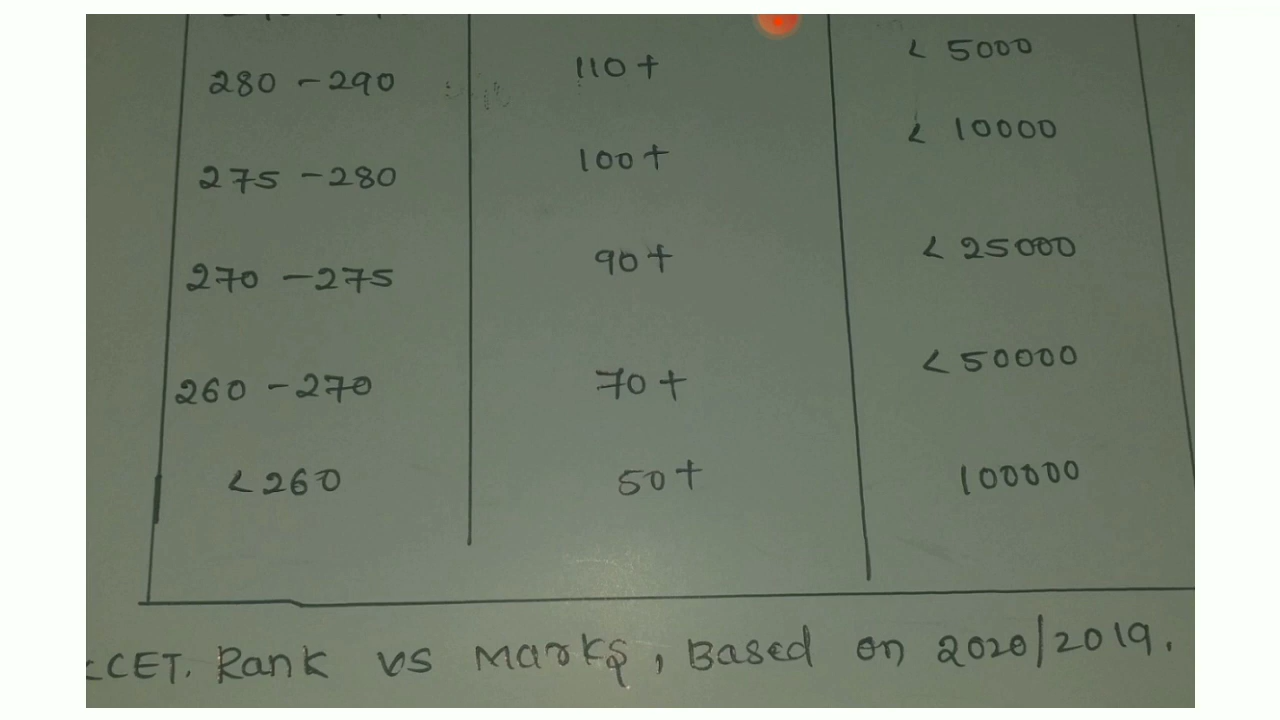 280 - 290 110+ < 5000
275 - 280 100+ < 10000
270 - 275 90+ < 25000
260 - 270 70+ < 50000
< 260 50+ 100000
CET. Rank vs Marks, Based on 2020/2019.